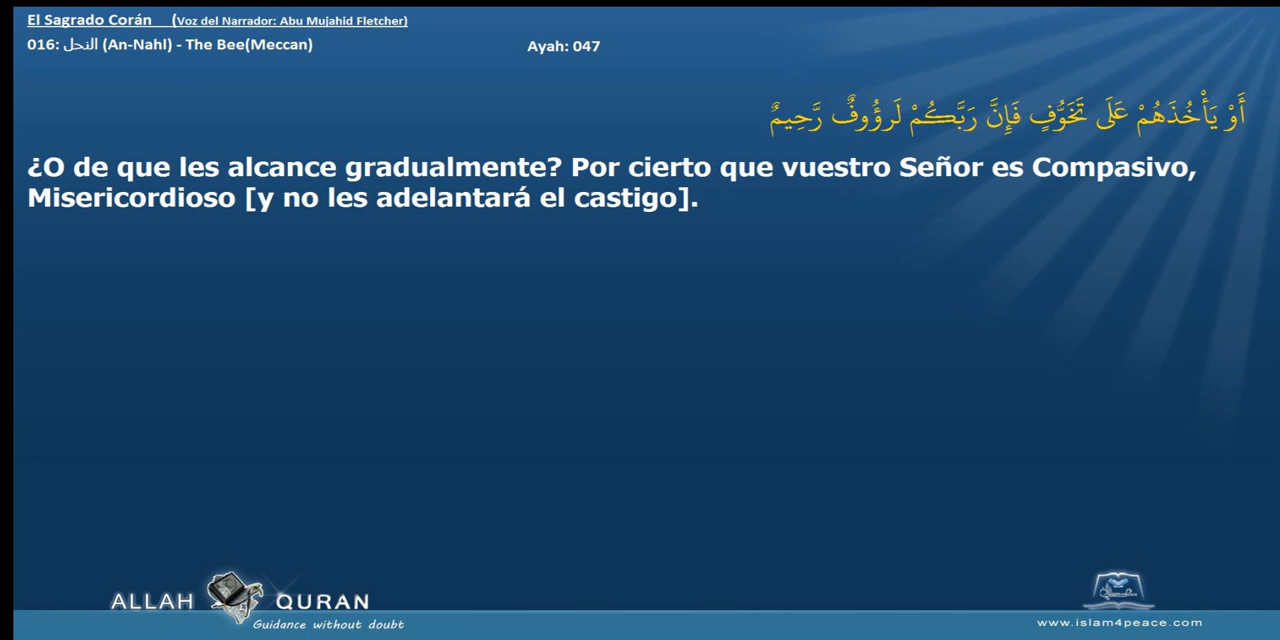 El Sagrado Corán (Voz del Narrador: Abu Mujahid Fletcher)
016: النحل (An-Nahl) - The Bee(Meccan) Ayah: 047
أَوْ يَأْخُذَهُمْ عَلَى تَخَوُّفٍ فَإِنَّ رَبَّكُمْ لَرَؤُوفٌ رَّحِيمٌ
¿O de que les alcance gradualmente? Por cierto que vuestro Señor es Compasivo,
Misericordioso [y no les adelantará el castigo].
ALLAH QURAN
Guidance without doubt
www.islam4peace.com